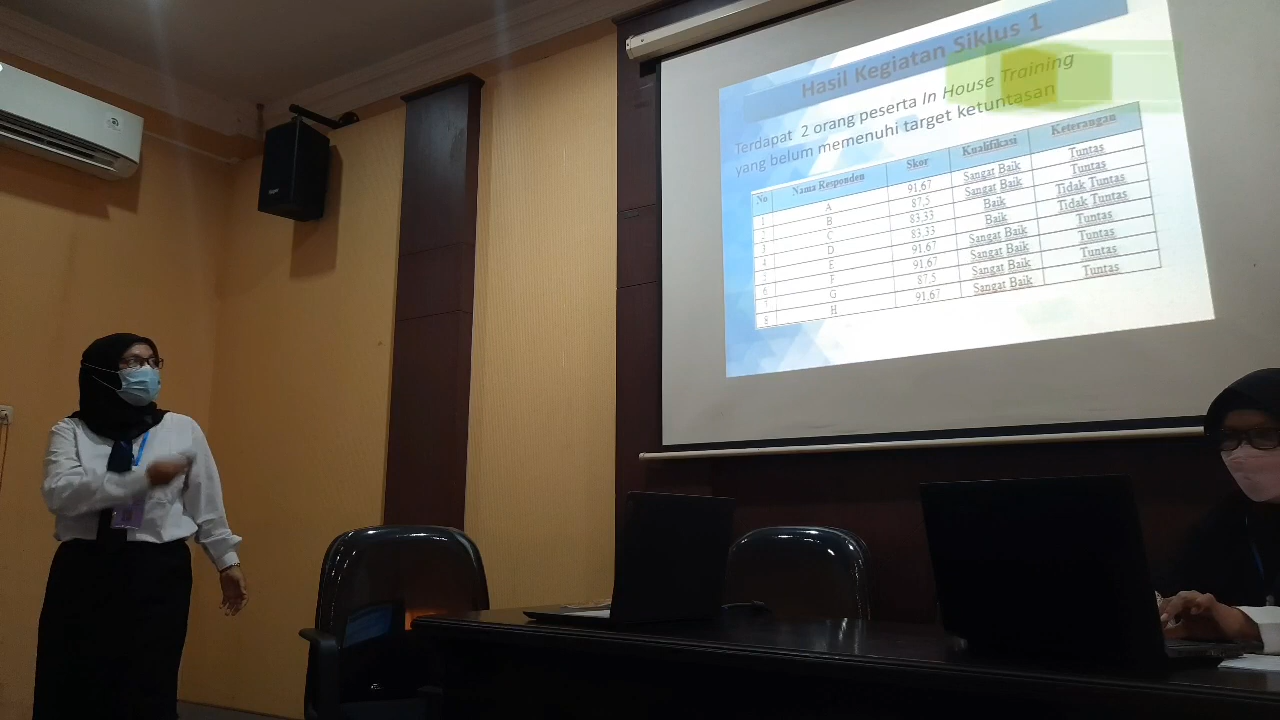 Hasil Kegiatan Siklus 1
Terdapat 2 orang peserta In House Training
yang belum memenuhi target ketuntasan
No Nama Responden Skor Kualifikasi Keterangan
1 A 91,67 Sangat Baik Tuntas
2 B 87,5 Sangat Baik Tuntas
3 C 83,33 Baik Tidak Tuntas
4 D 83,33 Baik Tidak Tuntas
5 E 91,67 Sangat Baik Tuntas
6 F 91,67 Sangat Baik Tuntas
7 G 87,5 Sangat Baik Tuntas
8 H 91,67 Sangat Baik Tuntas